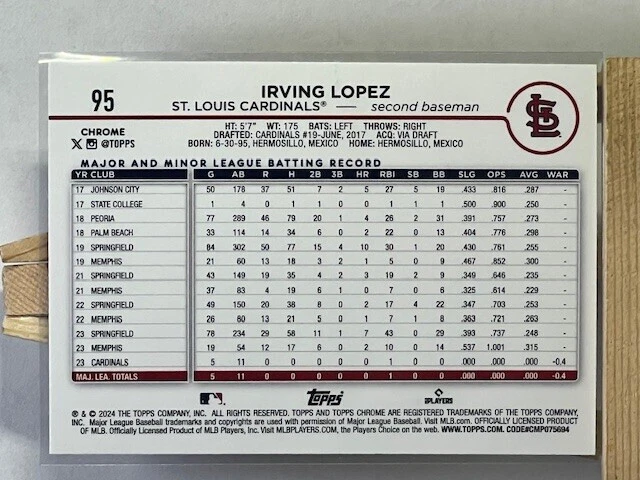 95
IRVING LOPEZ
ST. LOUIS CARDINALS® — second baseman
StL
CHROME
X @TOPPS
HT: 5'7" WT: 175 BATS: LEFT THROWS: RIGHT
DRAFTED: CARDINALS #19-JUNE, 2017 ACQ: VIA DRAFT
BORN: 6-30-95, HERMOSILLO, MEXICO HOME: HERMOSILLO, MEXICO
MAJOR AND MINOR LEAGUE BATTING RECORD
YR CLUB G AB R H 2B 3B HR RBI SB BB SLG OPS AVG WAR
17 JOHNSON CITY 50 178 37 51 7 2 5 27 5 19 .433 .816 .287 -
17 STATE COLLEGE 1 4 0 1 0 0 0 1 1 1 .500 .900 .250 -
18 PEORIA 77 289 46 79 20 1 4 26 2 31 .391 .757 .273 -
18 PALM BEACH 33 114 14 34 6 0 2 22 0 13 .404 .776 .298 -
19 SPRINGFIELD 84 302 50 77 15 4 10 30 1 20 .430 .761 .255 -
19 MEMPHIS 21 60 13 18 3 2 1 5 0 9 .467 .852 .300 -
21 SPRINGFIELD 43 149 19 35 4 2 3 19 2 9 .349 .646 .235 -
21 MEMPHIS 37 83 4 19 6 1 0 7 0 6 .325 .614 .229 -
22 SPRINGFIELD 49 150 20 38 8 0 2 17 4 22 .347 .703 .253 -
22 MEMPHIS 26 80 13 21 5 0 1 7 1 8 .363 .721 .263 -
23 SPRINGFIELD 78 234 29 58 11 1 7 43 0 29 .393 .737 .248 -
23 MEMPHIS 19 54 12 17 6 0 2 10 0 14 .537 1.001 .315 -
23 CARDINALS 5 11 0 0 0 0 0 1 0 0 .000 .000 .000 -0.4
MAJ. LEA. TOTALS 5 11 0 0 0 0 0 1 0 0 .000 .000 .000 -0.4
Topps
PLAYERS
® & © 2024 THE TOPPS COMPANY, INC. ALL RIGHTS RESERVED. TOPPS AND TOPPS CHROME ARE REGISTERED TRADEMARKS OF THE TOPPS COMPANY,
INC. Major League Baseball trademarks and copyrights are used with permission of Major League Baseball. Visit MLB.com. OFFICIALLY LICENSED PRODUCT
OF MLB. Officially Licensed Product of MLB Players, Inc. Visit MLBPLAYERS.COM, the Players Choice on the web. WWW.TOPPS.COM. CODE#CMP075694